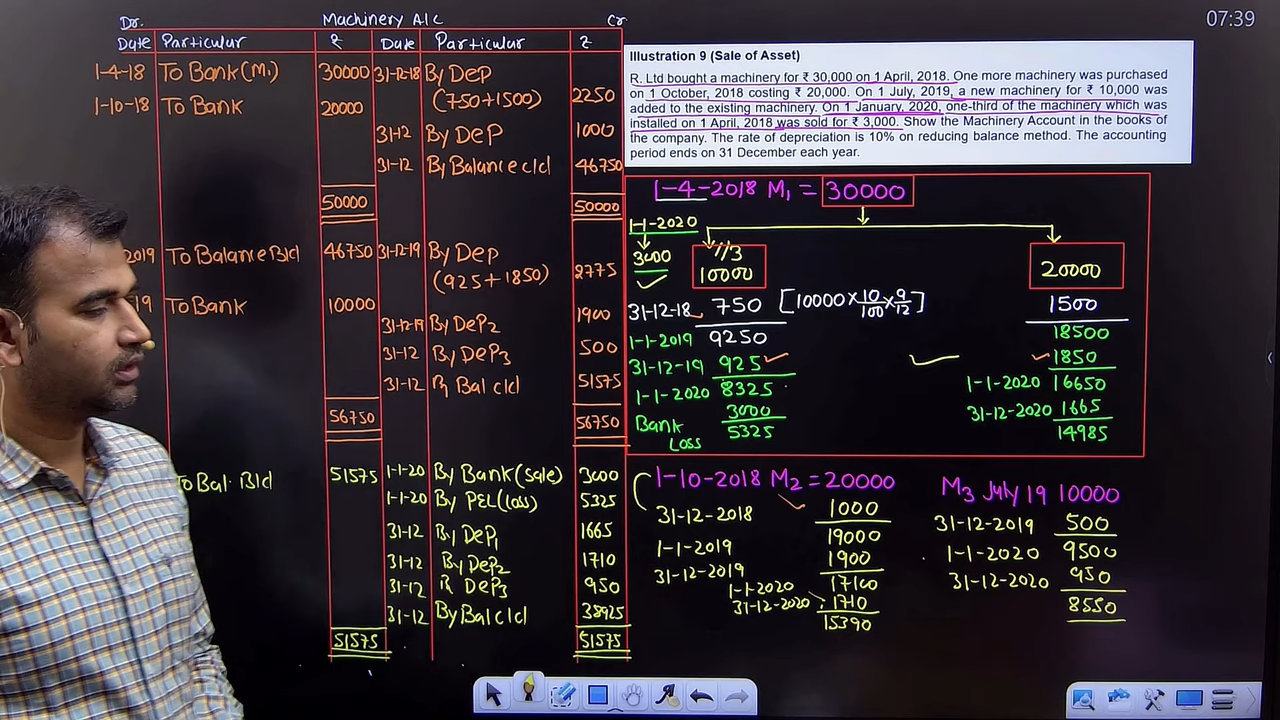 07:39
Dr. Machinery A/c Cr
Date Particular ₹ Date Particular ₹
1-4-18 To Bank (M₁) 30000 31-12-18 By Dep
(750+1500) 2250
1-10-18 To Bank 20000
31-12 By Dep 1000
31-12 By Balance c/d 46750
50000 50000
2019 To Balance B/d 46750 31-12-19 By Dep
(925+1850) 2775
19 To Bank 10000
31-12-19 By Dep₂ 1900
31-12 By Dep3 500
31-12 By Bal c/d 51575
56750 56750
To Bal. B/d 51575 1-1-20 By Bank (sale) 3000
1-1-20 By P&L (loss) 5325
31-12 By Dep₁ 1665
31-12 By Dep₂ 1710
31-12 By Dep3 950
31-12 By Bal c/d 38925
51575 51575
Illustration 9 (Sale of Asset)
R. Ltd bought a machinery for ₹ 30,000 on 1 April, 2018. One more machinery was purchased
on 1 October, 2018 costing ₹ 20,000. On 1 July, 2019, a new machinery for ₹ 10,000 was
added to the existing machinery. On 1 January, 2020, one-third of the machinery which was
installed on 1 April, 2018 was sold for ₹ 3,000. Show the Machinery Account in the books of
the company. The rate of depreciation is 10% on reducing balance method. The accounting
period ends on 31 December each year.
1-4-2018 M₁ = 30000
1-1-2020
3000
1/3
10000
20000
31-12-18 750 [10000 × 10/100 × 9/12] 1500
1-1-2019 9250 18500
31-12-19 925 1850
1-1-2020 8325 1-1-2020 16650
Bank 3000 31-12-2020 1665
Loss 5325 14985
1-10-2018 M₂ = 20000
31-12-2018 1000
1-1-2019 19000
31-12-2019 1900
1-1-2020 17100
31-12-2020 1710
15390
M3 July 19 10000
31-12-2019 500
1-1-2020 9500
31-12-2020 950
8550